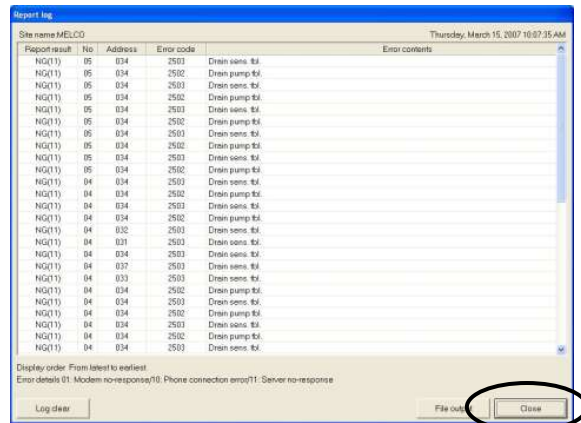 Report log
Site name:MELCO Thursday, March 15, 2007 10:07:35 AM
Report result No Address Error code Error contents
NG(11) 05 034 2503 Drain sens. tbl.
NG(11) 05 034 2502 Drain pump tbl.
NG(11) 05 034 2503 Drain sens. tbl.
NG(11) 05 034 2502 Drain pump tbl.
NG(11) 05 034 2503 Drain sens. tbl.
NG(11) 05 034 2502 Drain pump tbl.
NG(11) 05 034 2503 Drain sens. tbl.
NG(11) 05 034 2502 Drain pump tbl.
NG(11) 05 034 2503 Drain sens. tbl.
NG(11) 05 034 2502 Drain pump tbl.
NG(11) 04 034 2503 Drain sens. tbl.
NG(11) 04 034 2502 Drain pump tbl.
NG(11) 04 034 2503 Drain sens. tbl.
NG(11) 04 034 2502 Drain pump tbl.
NG(11) 04 032 2503 Drain sens. tbl.
NG(11) 04 031 2503 Drain sens. tbl.
NG(11) 04 034 2503 Drain sens. tbl.
NG(11) 04 037 2503 Drain sens. tbl.
NG(11) 04 033 2503 Drain sens. tbl.
NG(11) 04 034 2502 Drain pump tbl.
NG(11) 04 034 2503 Drain sens. tbl.
NG(11) 04 034 2502 Drain pump tbl.
NG(11) 04 034 2503 Drain sens. tbl.
NG(11) 04 034 2502 Drain pump tbl.
NG(11) 04 034 2503 Drain sens. tbl.
Display order: From latest to earliest
Error details 01: Modem no-response/10: Phone connection error/11: Server no-response
Log clear File output Close